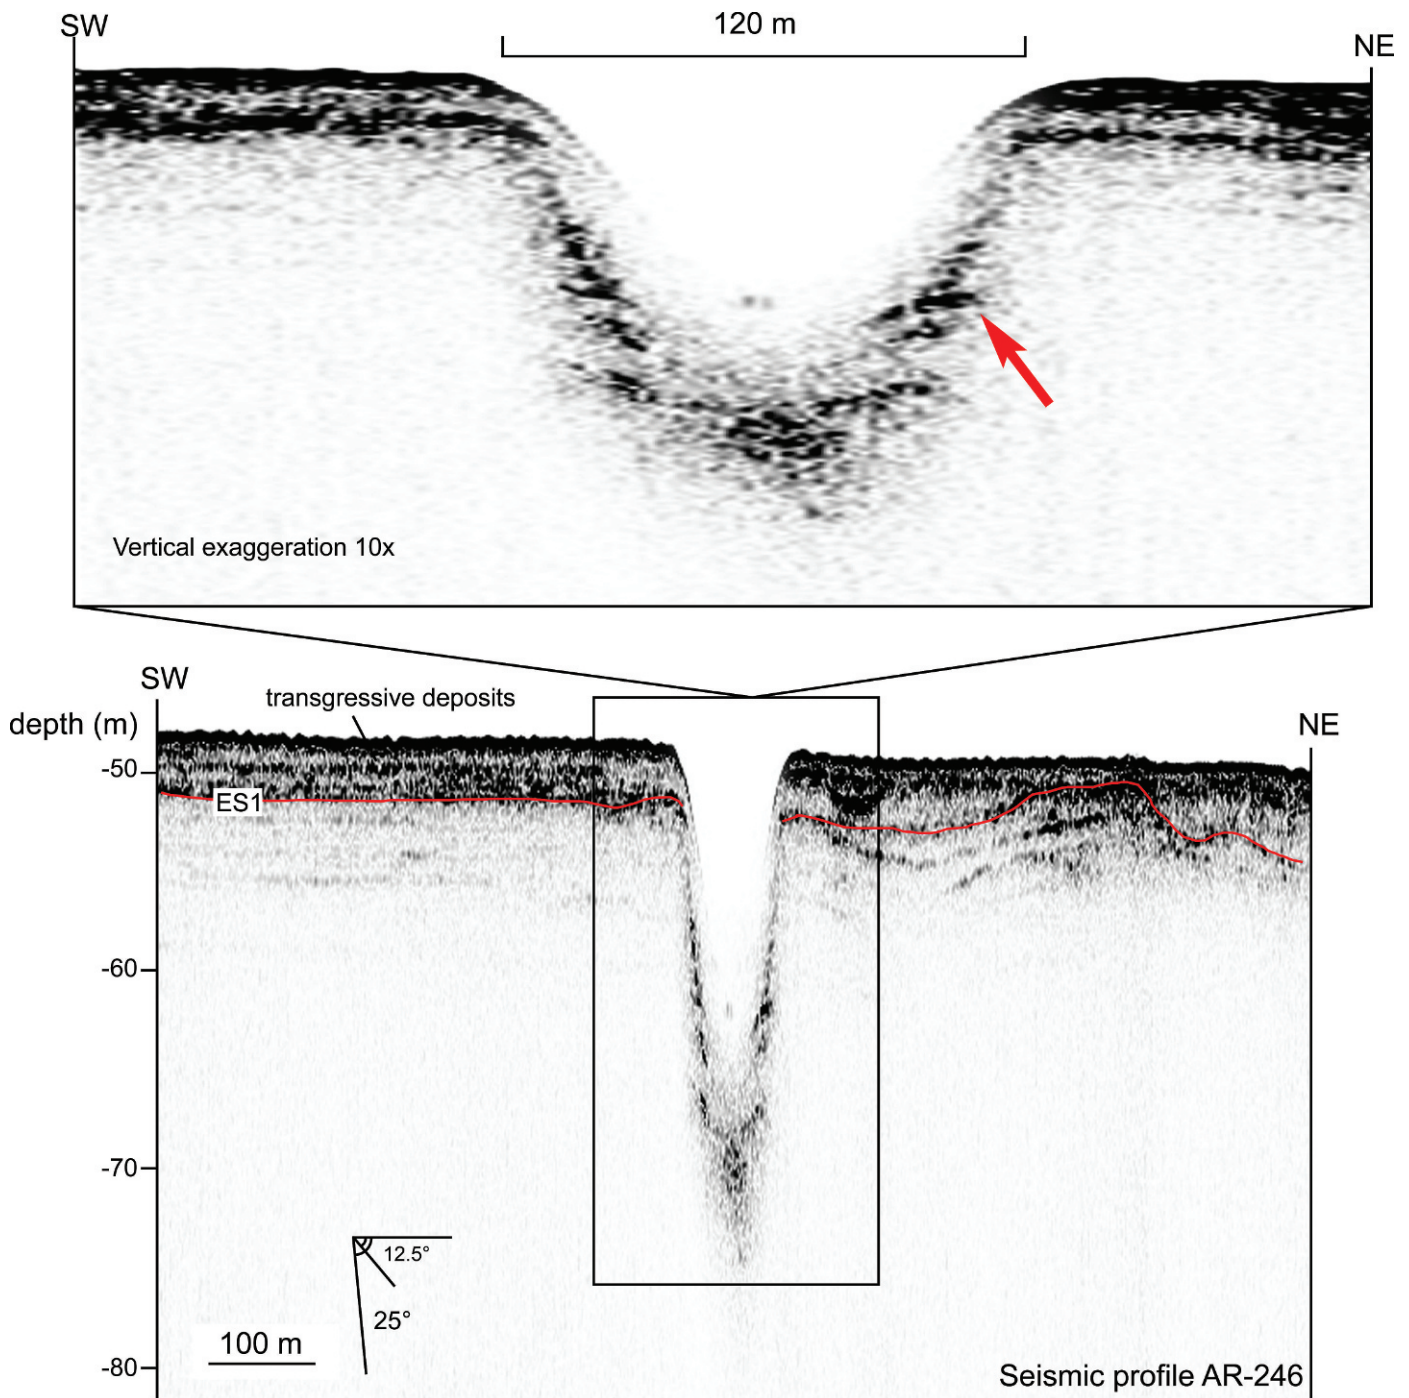 SW
120 m
NE
Vertical exaggeration 10x
SW
transgressive deposits
depth (m)
NE
-50
ES1
-60
-70
12.5°
25°
100 m
-80
Seismic profile AR-246